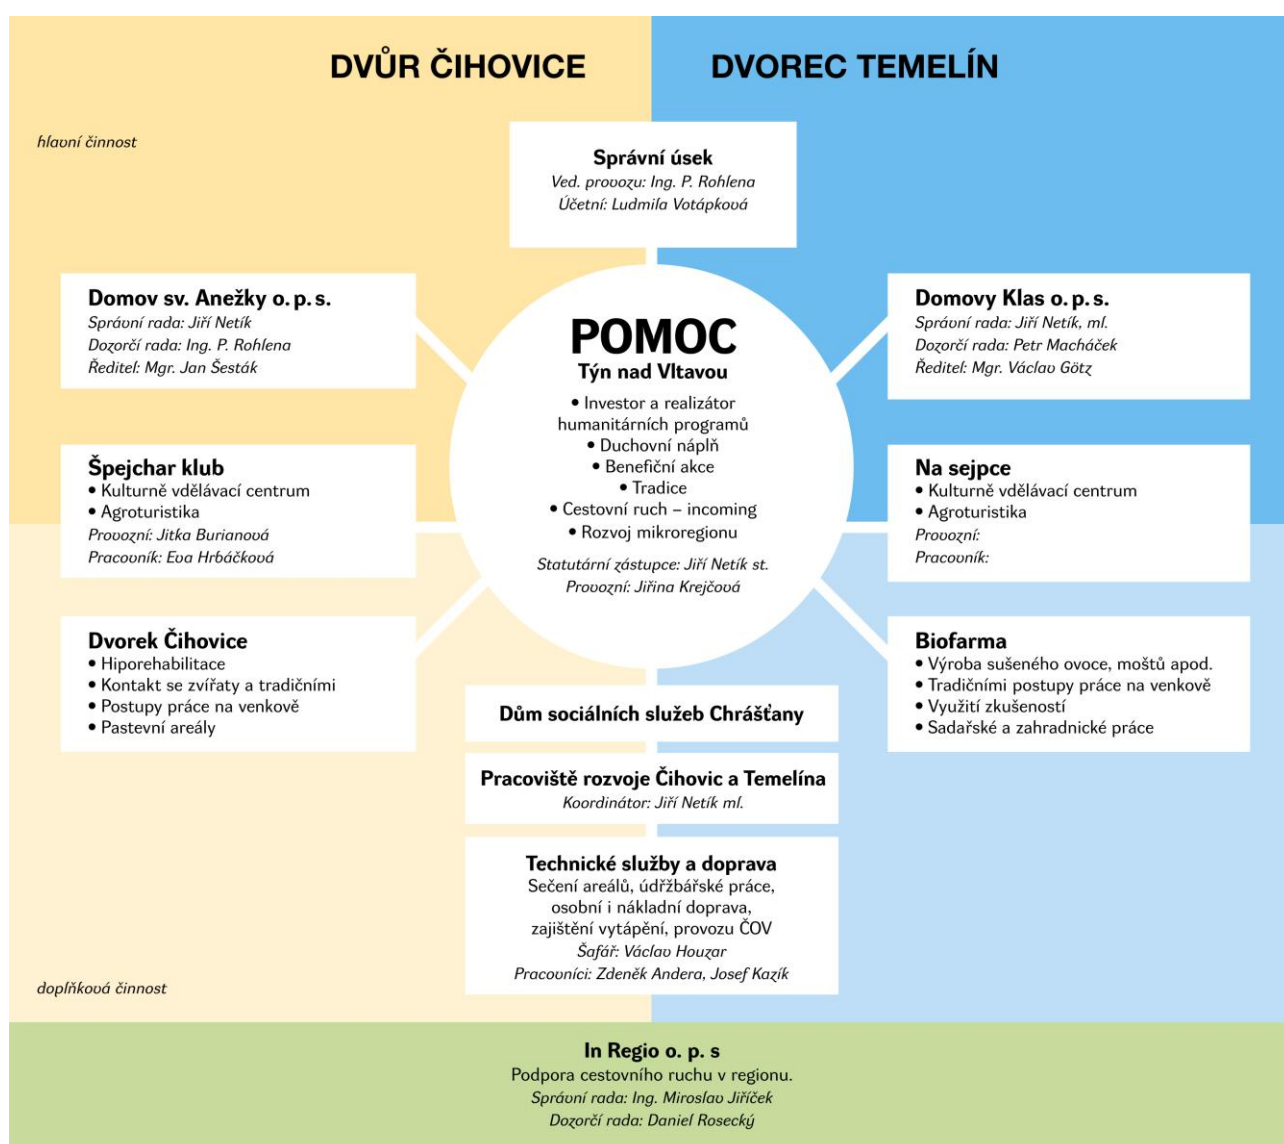 DVŮR ČIHOVICE
DVOREC TEMELÍN
hlavní činnost
Správní úsek
Ved. provozu: Ing. P. Rohlena
Účetní: Ludmila Votápková
Domov sv. Anežky o. p. s.
Správní rada: Jiří Netík
Dozorčí rada: Ing. P. Rohlena
Ředitel: Mgr. Jan Šesták
POMOC
Týn nad Vltavou
• Investor a realizátor
humanitárních programů
• Duchovní náplň
• Benefiční akce
• Tradice
• Cestovní ruch – incoming
• Rozvoj mikroregionu
Statutární zástupce: Jiří Netík st.
Provozní: Jiřina Krejčová
Domovy Klas o. p. s.
Správní rada: Jiří Netík, ml.
Dozorčí rada: Petr Macháček
Ředitel: Mgr. Václav Götz
Špejchar klub
• Kulturně vdělávací centrum
• Agroturistika
Provozní: Jitka Burianová
Pracovník: Eva Hrbáčková
Na sejpce
• Kulturně vdělávací centrum
• Agroturistika
Provozní:
Pracovník:
Dvorek Čihovice
• Hiporehabilitace
• Kontakt se zvířaty a tradičními
• Postupy práce na venkově
• Pastevní areály
Biofarma
• Výroba sušeného ovoce, moštů apod.
• Tradičními postupy práce na venkově
• Využití zkušeností
• Sadařské a zahradnické práce
Dům sociálních služeb Chrášťany
Pracoviště rozvoje Čihovic a Temelína
Koordinátor: Jiří Netík ml.
Technické služby a doprava
Sečení areálů, údřžbářské práce,
osobní i nákladní doprava,
zajištění vytápění, provozu ČOV
Šafář: Václav Houzar
Pracovníci: Zdeněk Andera, Josef Kazík
doplňková činnost
In Regio o. p. s
Podpora cestovního ruchu v regionu.
Správní rada: Ing. Miroslav Jiříček
Dozorčí rada: Daniel Rosecký